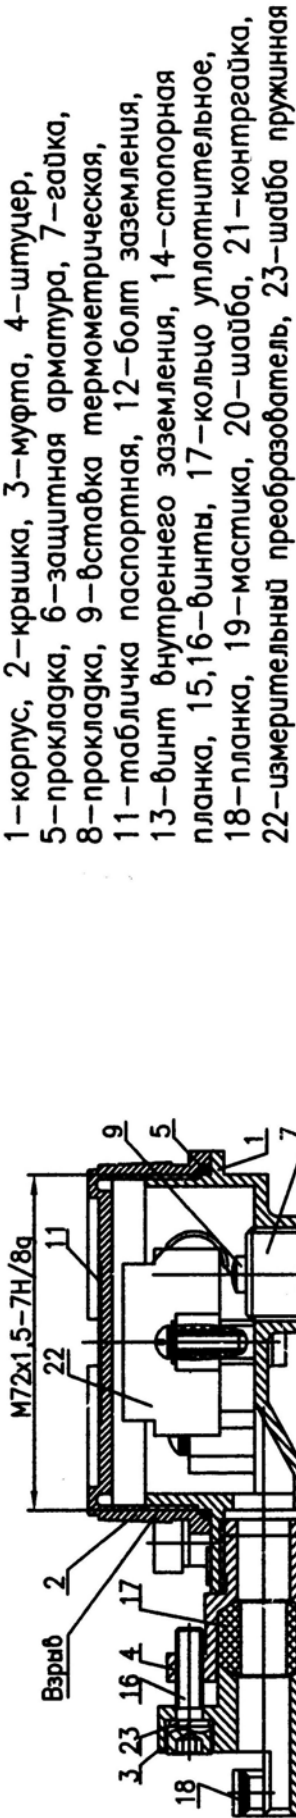 1–корпус, 2–крышка, 3–муфта, 4–штуцер,
5–прокладка, 6–защитная арматура, 7–гайка,
8–прокладка, 9–вставка термометрическая,
11–табличка паспортная, 12–болт заземления,
13–винт внутреннего заземления, 14–стопорная
планка, 15,16–винты, 17–кольцо уплотнительное,
18–планка, 19–мастика, 20–шайба, 21–контргайка,
22–измерительный преобразователь, 23–шайба пружинная
M72x1,5–7H/8g
Взрыв
2
22
11
9
5
1
7
17
4
16
23
3
18